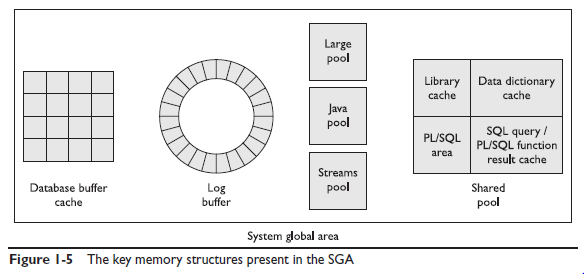 Large
pool
Java
pool
Streams
pool
Library
cache
Data dictionary
cache
PL/SQL
area
SQL query /
PL/SQL function
result cache
Database buffer
cache
Log
buffer
Shared
pool
System global area
Figure 1-5 The key memory structures present in the SGA